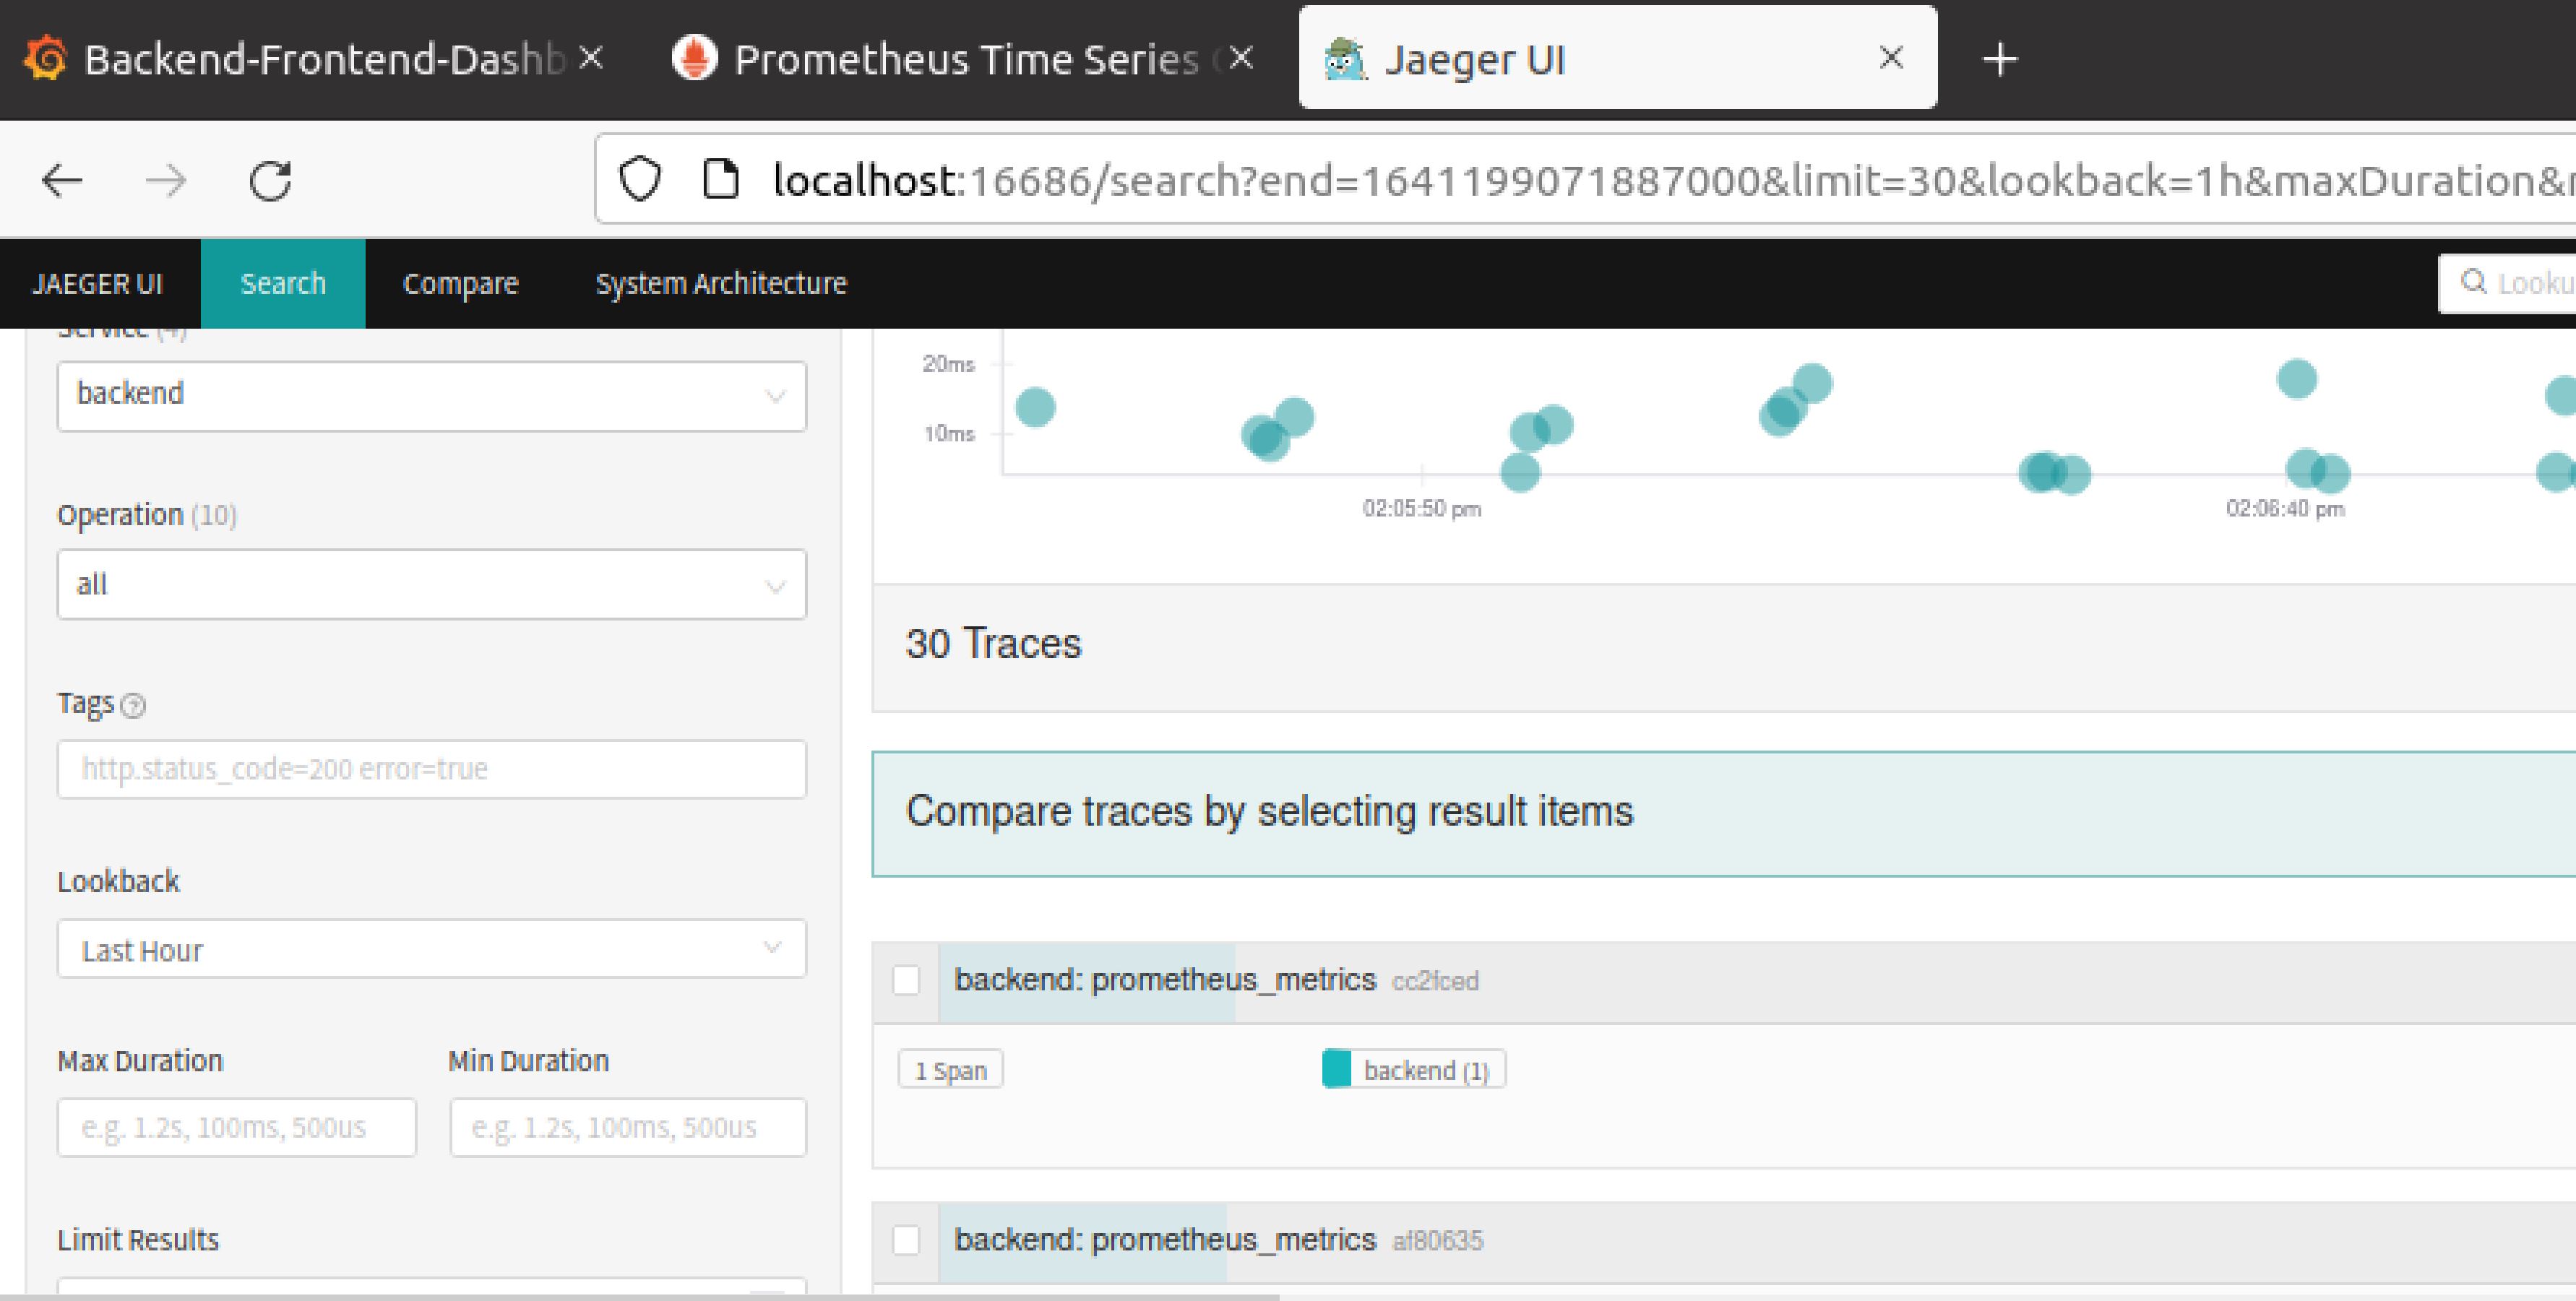 Backend-Frontend-Dashb
Prometheus Time Series
Jaeger UI
localhost:16686/search?end=1641199071887000&limit=30&lookback=1h&maxDuration&
JAEGER UI
Search
Compare
System Architecture
Looku
Service (4)
backend
Operation (10)
all
Tags
http.status_code=200 error=true
Lookback
Last Hour
Max Duration
Min Duration
e.g. 1.2s, 100ms, 500us
e.g. 1.2s, 100ms, 500us
Limit Results
20ms
10ms
02:05:50 pm
02:06:40 pm
30 Traces
Compare traces by selecting result items
backend: prometheus_metrics cc2fced
1 Span
backend (1)
backend: prometheus_metrics af80635